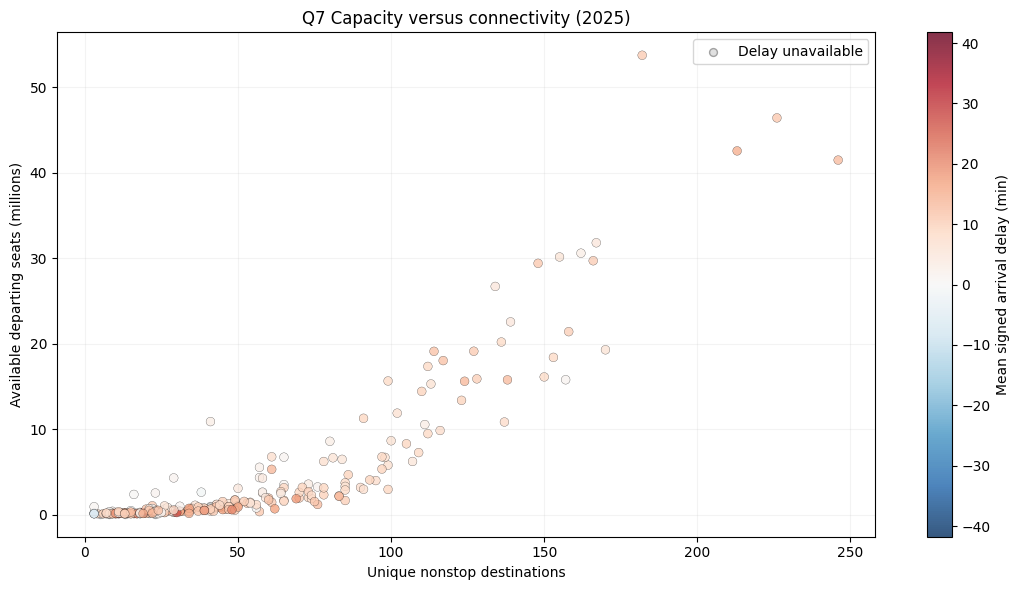 Q7 Capacity versus connectivity (2025)
Delay unavailable
Available departing seats (millions)
50
40
30
20
10
0
0 50 100 150 200 250
Unique nonstop destinations
40
30
20
10
0
−10
−20
−30
−40
Mean signed arrival delay (min)